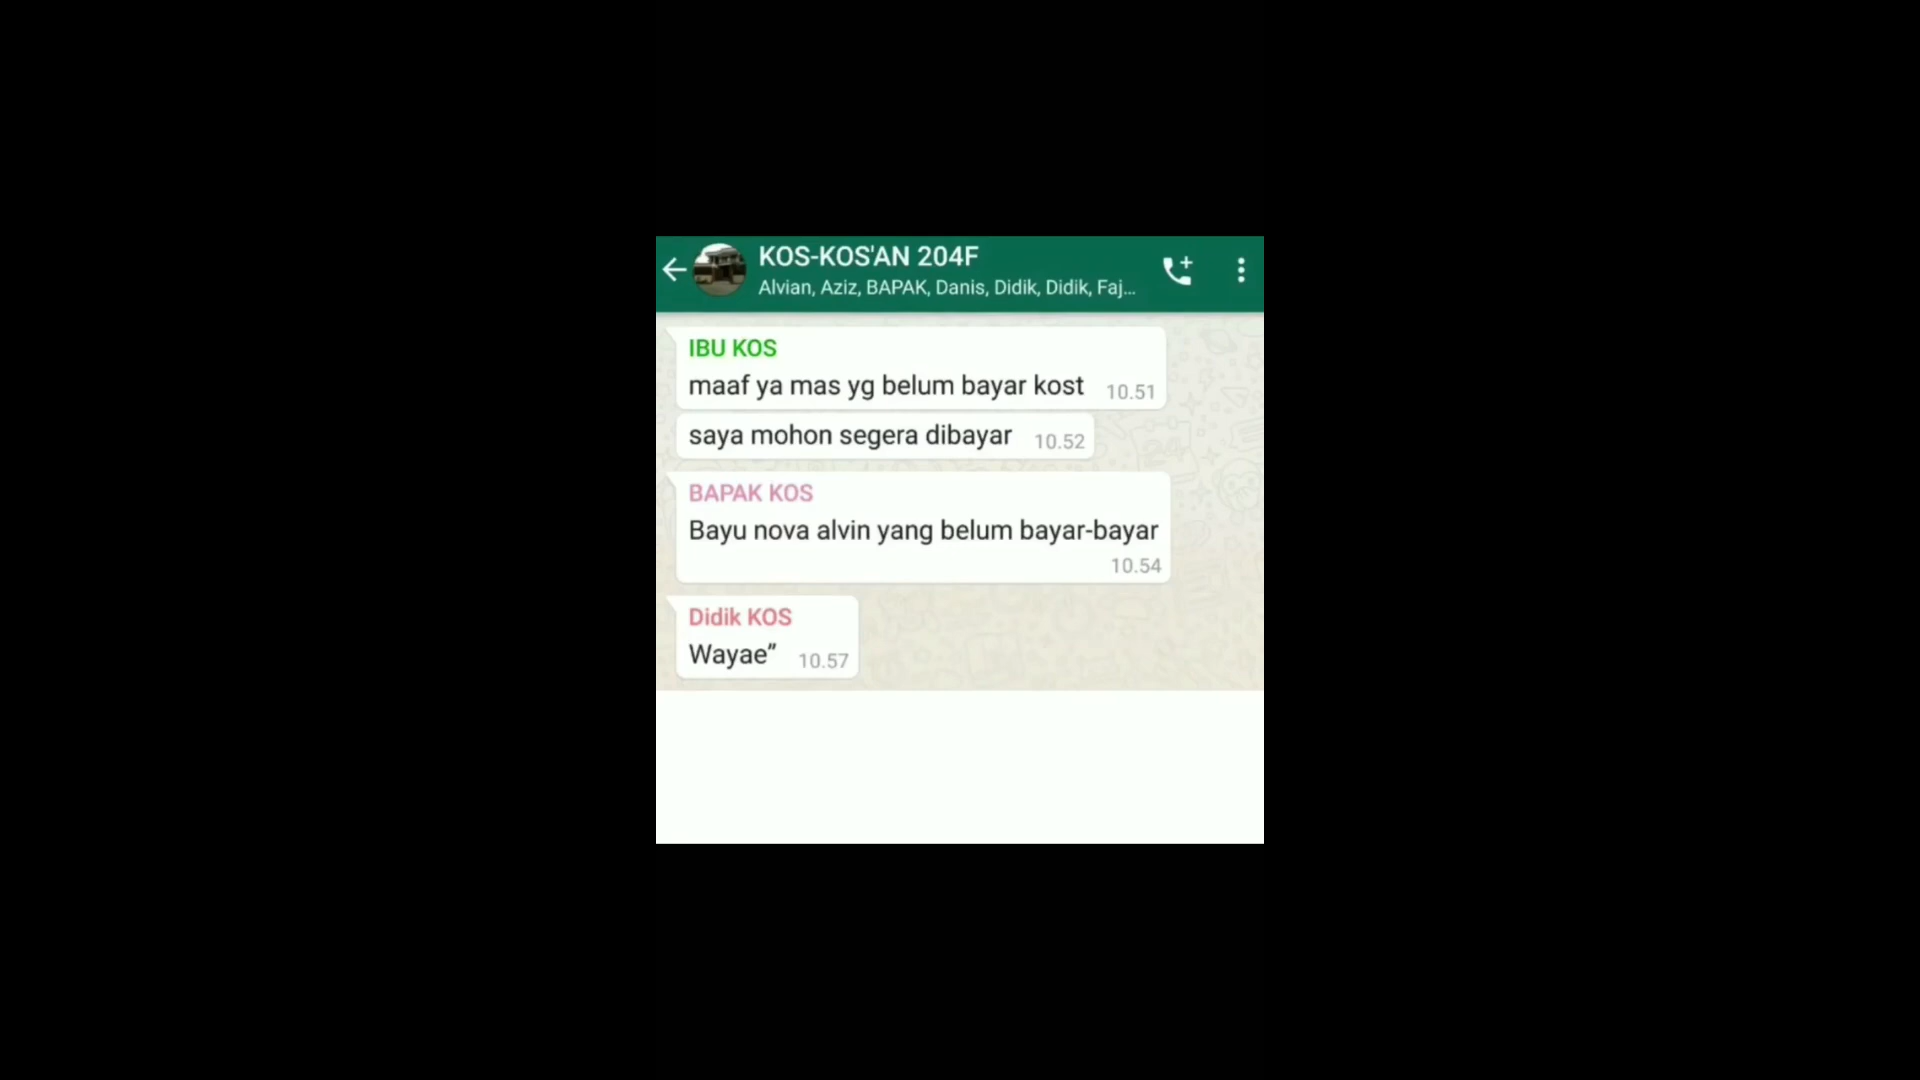 KOS-KOS'AN 204F
Alvian, Aziz, BAPAK, Danis, Didik, Didik, Faj...
IBU KOS
maaf ya mas yg belum bayar kost 10.51
saya mohon segera dibayar 10.52
BAPAK KOS
Bayu nova alvin yang belum bayar-bayar
10.54
Didik KOS
Wayae” 10.57